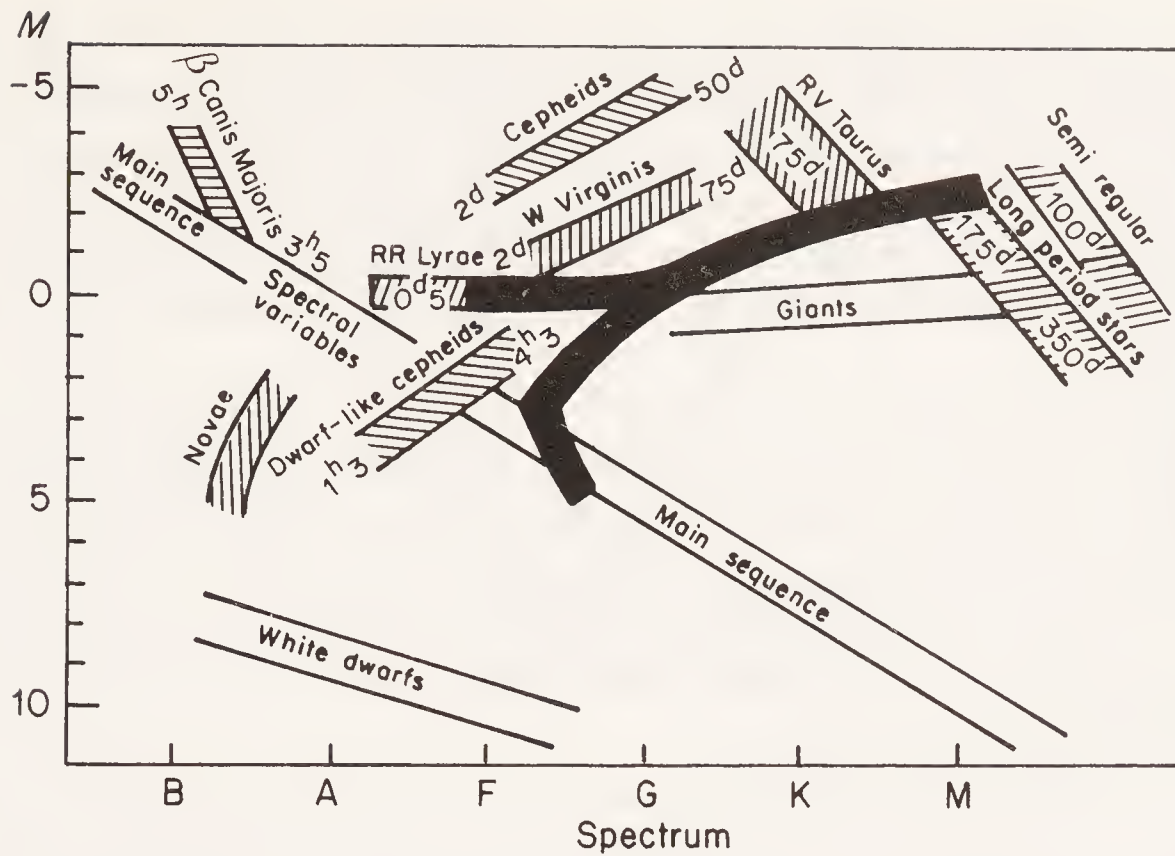 M
-5
0
5
10
β Canis Majoris
5h
3h5
Main
sequence
Spectral
variables
Cepheids
2d
50d
W Virginis
2d
75d
RV Taurus
75d
Semi regular
100d
Long period stars
175d
350d
RR Lyrae
0d5
Giants
Dwarf-like cepheids
1h3
4h3
Novae
Main sequence
White dwarfs
B A F G K M
Spectrum